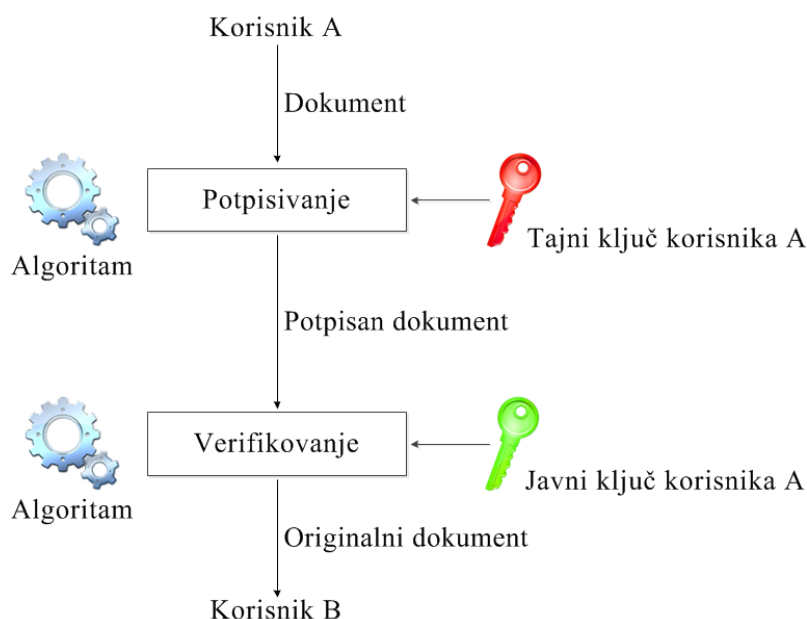 Korisnik A
Dokument
Potpisivanje
Algoritam
Tajni ključ korisnika A
Potpisan dokument
Verifikovanje
Algoritam
Javni ključ korisnika A
Originalni dokument
Korisnik B